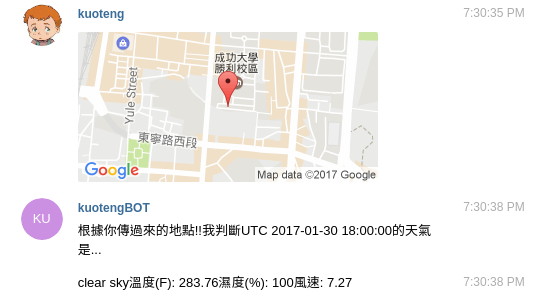 kuoteng
7:30:35 PM
成功大學
勝利校區
Yule Street
東寧路西段
Google
Map data ©2017 Google
KU
kuotengBOT
7:30:38 PM
根據你傳過來的地點!!我判斷UTC 2017-01-30 18:00:00的天氣
是...
clear sky溫度(F): 283.76濕度(%): 100風速: 7.27
7:30:38 PM